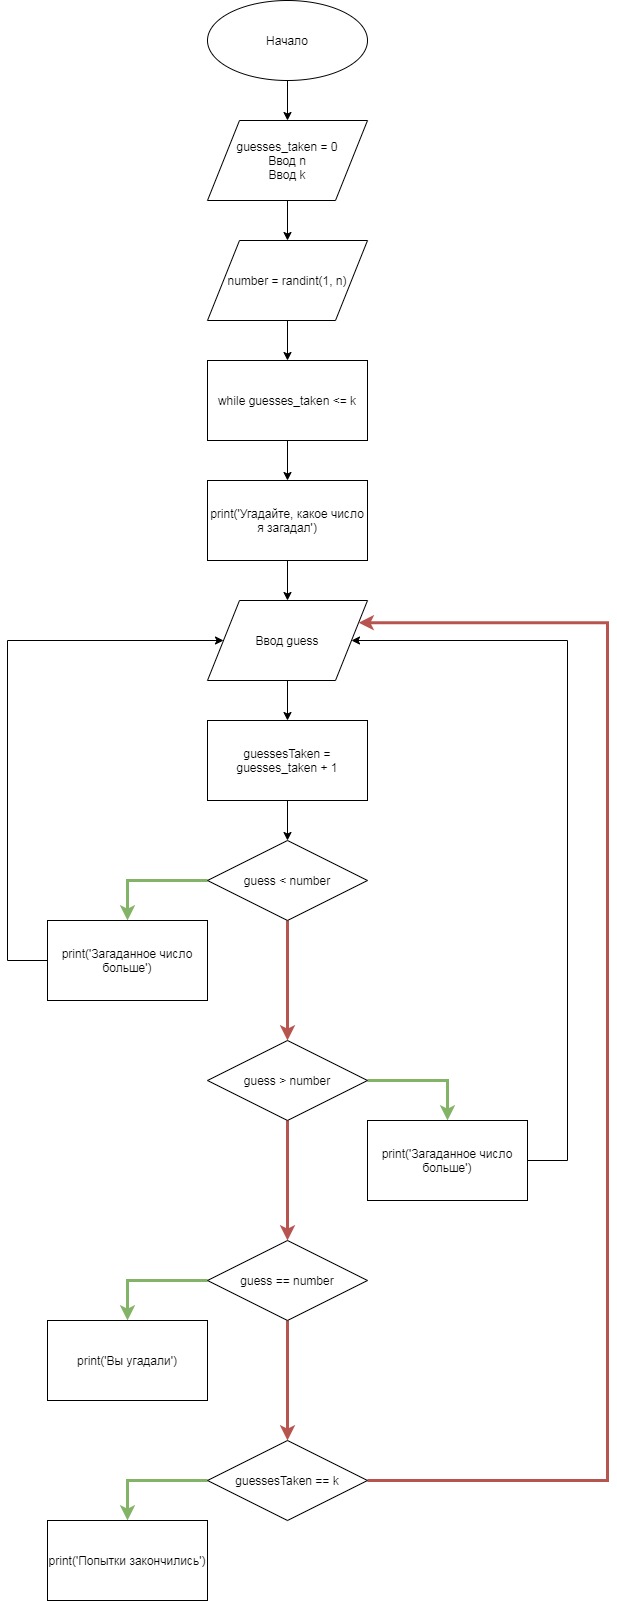 Начало
guesses_taken = 0
Ввод n
Ввод k
number = randint(1, n)
while guesses_taken <= k
print('Угадайте, какое число
я загадал')
Ввод guess
guessesTaken =
guesses_taken + 1
guess < number
print('Загаданное число
больше')
guess > number
print('Загаданное число
больше')
guess == number
print('Вы угадали')
guessesTaken == k
print('Попытки закончились')